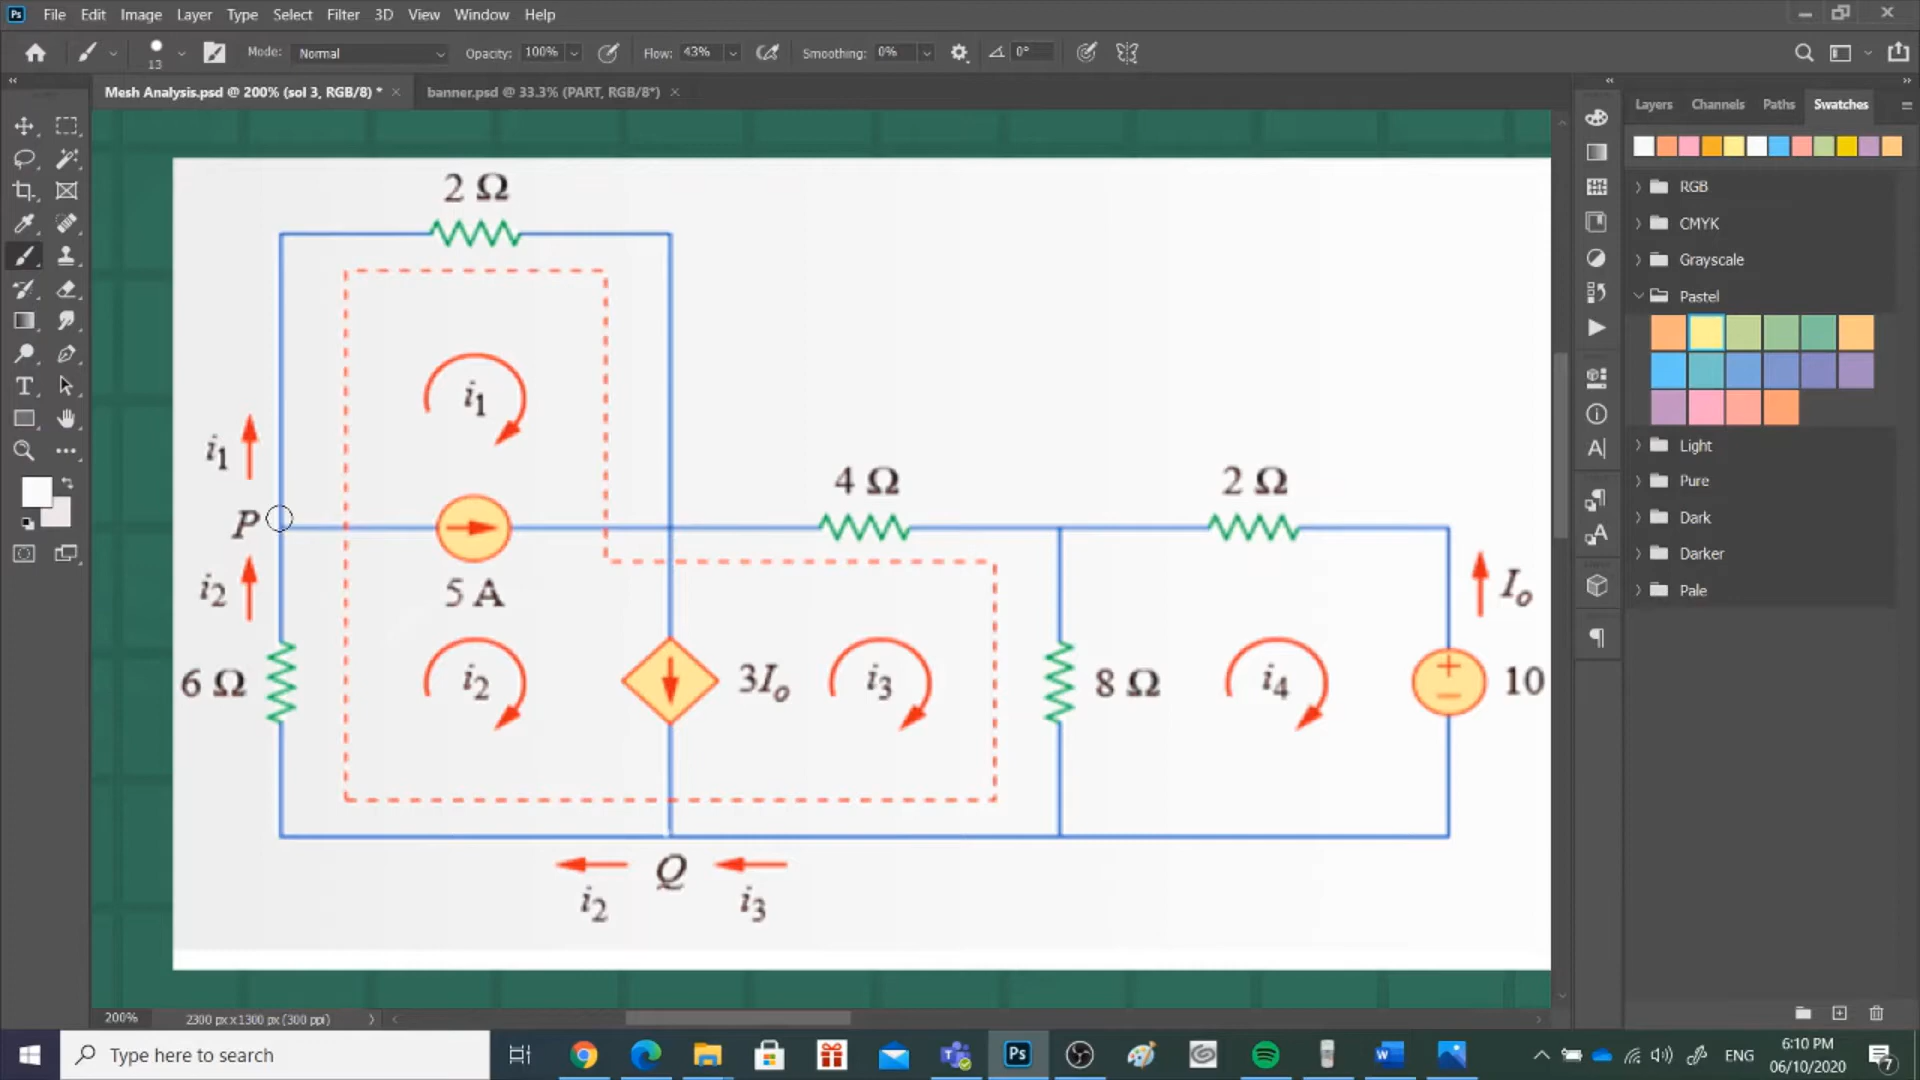 Ps File Edit Image Layer Type Select Filter 3D View Window Help
13 Mode: Normal Opacity: 100% Flow: 43% Smoothing: 0% 0°
Mesh Analysis.psd @ 200% (sol 3, RGB/8) * × banner.psd @ 33.3% (PART, RGB/8*) ×
Layers Channels Paths Swatches
RGB
CMYK
Grayscale
Pastel
Light
Pure
Dark
Darker
Pale
2 Ω
i1
i1
4 Ω
2 Ω
P
5 A
i2
Io
6 Ω
i2
3Io
i3
8 Ω
i4
10
Q
i2
i3
200% 2300 px x 1300 px (300 ppi)
Type here to search
ENG
6:10 PM
06/10/2020
7